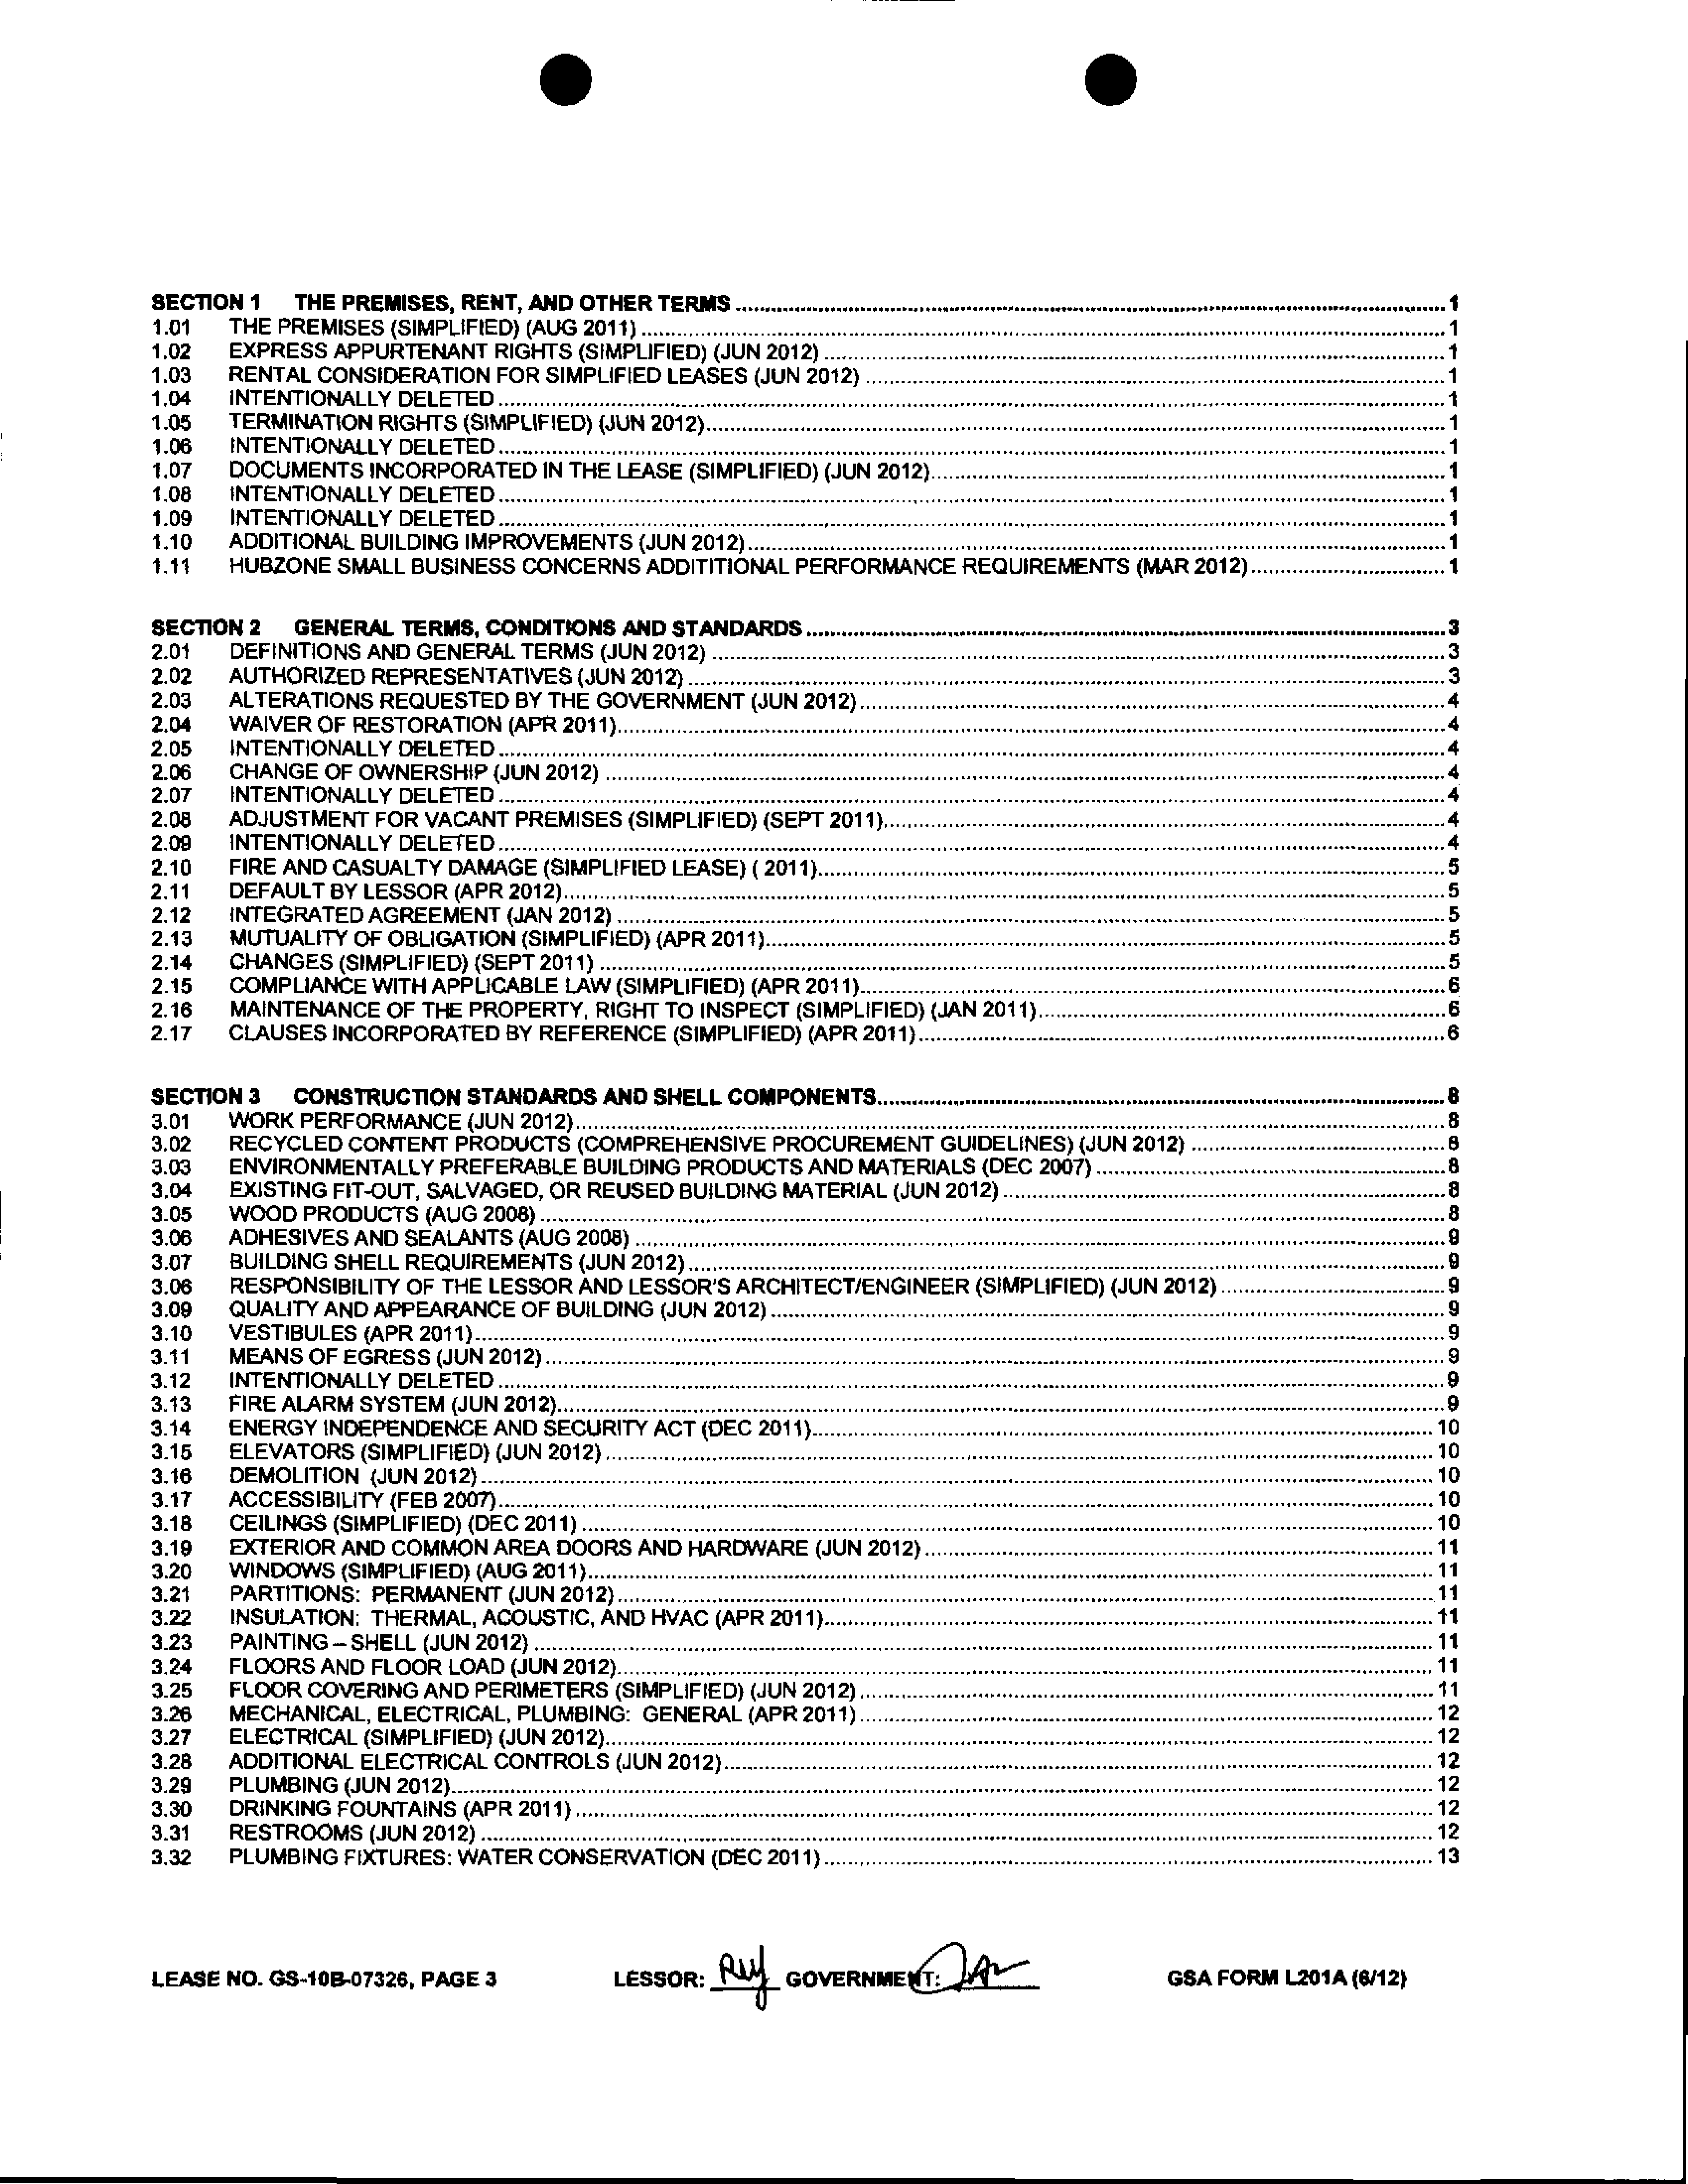 SECTION 1 THE PREMISES, RENT, AND OTHER TERMS 1
1.01 THE PREMISES (SIMPLIFIED) (AUG 2011) 1
1.02 EXPRESS APPURTENANT RIGHTS (SIMPLIFIED) (JUN 2012) 1
1.03 RENTAL CONSIDERATION FOR SIMPLIFIED LEASES (JUN 2012) 1
1.04 INTENTIONALLY DELETED 1
1.05 TERMINATION RIGHTS (SIMPLIFIED) (JUN 2012) 1
1.06 INTENTIONALLY DELETED 1
1.07 DOCUMENTS INCORPORATED IN THE LEASE (SIMPLIFIED) (JUN 2012) 1
1.08 INTENTIONALLY DELETED 1
1.09 INTENTIONALLY DELETED 1
1.10 ADDITIONAL BUILDING IMPROVEMENTS (JUN 2012) 1
1.11 HUBZONE SMALL BUSINESS CONCERNS ADDITITIONAL PERFORMANCE REQUIREMENTS (MAR 2012) 1
SECTION 2 GENERAL TERMS, CONDITIONS AND STANDARDS 3
2.01 DEFINITIONS AND GENERAL TERMS (JUN 2012) 3
2.02 AUTHORIZED REPRESENTATIVES (JUN 2012) 3
2.03 ALTERATIONS REQUESTED BY THE GOVERNMENT (JUN 2012) 4
2.04 WAIVER OF RESTORATION (APR 2011) 4
2.05 INTENTIONALLY DELETED 4
2.06 CHANGE OF OWNERSHIP (JUN 2012) 4
2.07 INTENTIONALLY DELETED 4
2.08 ADJUSTMENT FOR VACANT PREMISES (SIMPLIFIED) (SEPT 2011) 4
2.09 INTENTIONALLY DELETED 4
2.10 FIRE AND CASUALTY DAMAGE (SIMPLIFIED LEASE) ( 2011) 5
2.11 DEFAULT BY LESSOR (APR 2012) 5
2.12 INTEGRATED AGREEMENT (JAN 2012) 5
2.13 MUTUALITY OF OBLIGATION (SIMPLIFIED) (APR 2011) 5
2.14 CHANGES (SIMPLIFIED) (SEPT 2011) 5
2.15 COMPLIANCE WITH APPLICABLE LAW (SIMPLIFIED) (APR 2011) 6
2.16 MAINTENANCE OF THE PROPERTY, RIGHT TO INSPECT (SIMPLIFIED) (JAN 2011) 6
2.17 CLAUSES INCORPORATED BY REFERENCE (SIMPLIFIED) (APR 2011) 6
SECTION 3 CONSTRUCTION STANDARDS AND SHELL COMPONENTS 8
3.01 WORK PERFORMANCE (JUN 2012) 8
3.02 RECYCLED CONTENT PRODUCTS (COMPREHENSIVE PROCUREMENT GUIDELINES) (JUN 2012) 8
3.03 ENVIRONMENTALLY PREFERABLE BUILDING PRODUCTS AND MATERIALS (DEC 2007) 8
3.04 EXISTING FIT-OUT, SALVAGED, OR REUSED BUILDING MATERIAL (JUN 2012) 8
3.05 WOOD PRODUCTS (AUG 2008) 8
3.06 ADHESIVES AND SEALANTS (AUG 2008) 9
3.07 BUILDING SHELL REQUIREMENTS (JUN 2012) 9
3.08 RESPONSIBILITY OF THE LESSOR AND LESSOR'S ARCHITECT/ENGINEER (SIMPLIFIED) (JUN 2012) 9
3.09 QUALITY AND APPEARANCE OF BUILDING (JUN 2012) 9
3.10 VESTIBULES (APR 2011) 9
3.11 MEANS OF EGRESS (JUN 2012) 9
3.12 INTENTIONALLY DELETED 9
3.13 FIRE ALARM SYSTEM (JUN 2012) 9
3.14 ENERGY INDEPENDENCE AND SECURITY ACT (DEC 2011) 10
3.15 ELEVATORS (SIMPLIFIED) (JUN 2012) 10
3.16 DEMOLITION (JUN 2012) 10
3.17 ACCESSIBILITY (FEB 2007) 10
3.18 CEILINGS (SIMPLIFIED) (DEC 2011) 10
3.19 EXTERIOR AND COMMON AREA DOORS AND HARDWARE (JUN 2012) 11
3.20 WINDOWS (SIMPLIFIED) (AUG 2011) 11
3.21 PARTITIONS: PERMANENT (JUN 2012) 11
3.22 INSULATION: THERMAL, ACOUSTIC, AND HVAC (APR 2011) 11
3.23 PAINTING – SHELL (JUN 2012) 11
3.24 FLOORS AND FLOOR LOAD (JUN 2012) 11
3.25 FLOOR COVERING AND PERIMETERS (SIMPLIFIED) (JUN 2012) 11
3.26 MECHANICAL, ELECTRICAL, PLUMBING: GENERAL (APR 2011) 12
3.27 ELECTRICAL (SIMPLIFIED) (JUN 2012) 12
3.28 ADDITIONAL ELECTRICAL CONTROLS (JUN 2012) 12
3.29 PLUMBING (JUN 2012) 12
3.30 DRINKING FOUNTAINS (APR 2011) 12
3.31 RESTROOMS (JUN 2012) 12
3.32 PLUMBING FIXTURES: WATER CONSERVATION (DEC 2011) 13
LEASE NO. GS-10B-07326, PAGE 3 LESSOR: GOVERNMENT: GSA FORM L201A (6/12)